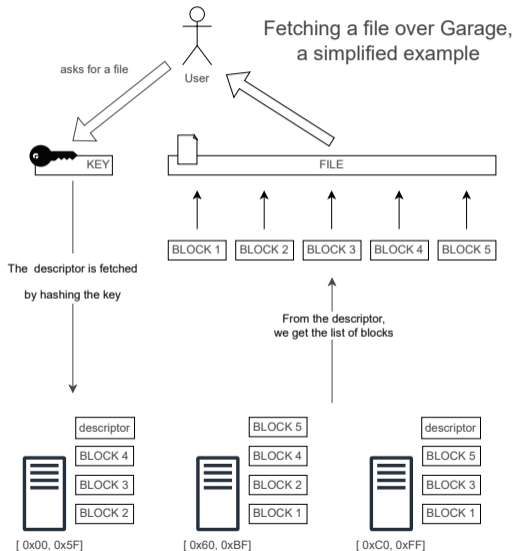 Fetching a file over Garage,
a simplified example
asks for a file
User
KEY
FILE
BLOCK 1
BLOCK 2
BLOCK 3
BLOCK 4
BLOCK 5
The descriptor is fetched
by hashing the key
From the descriptor,
we get the list of blocks
descriptor
BLOCK 4
BLOCK 3
BLOCK 2
[ 0x00, 0x5F]
BLOCK 5
BLOCK 4
BLOCK 2
BLOCK 1
[ 0x60, 0xBF]
descriptor
BLOCK 5
BLOCK 3
BLOCK 1
[ 0xC0, 0xFF]